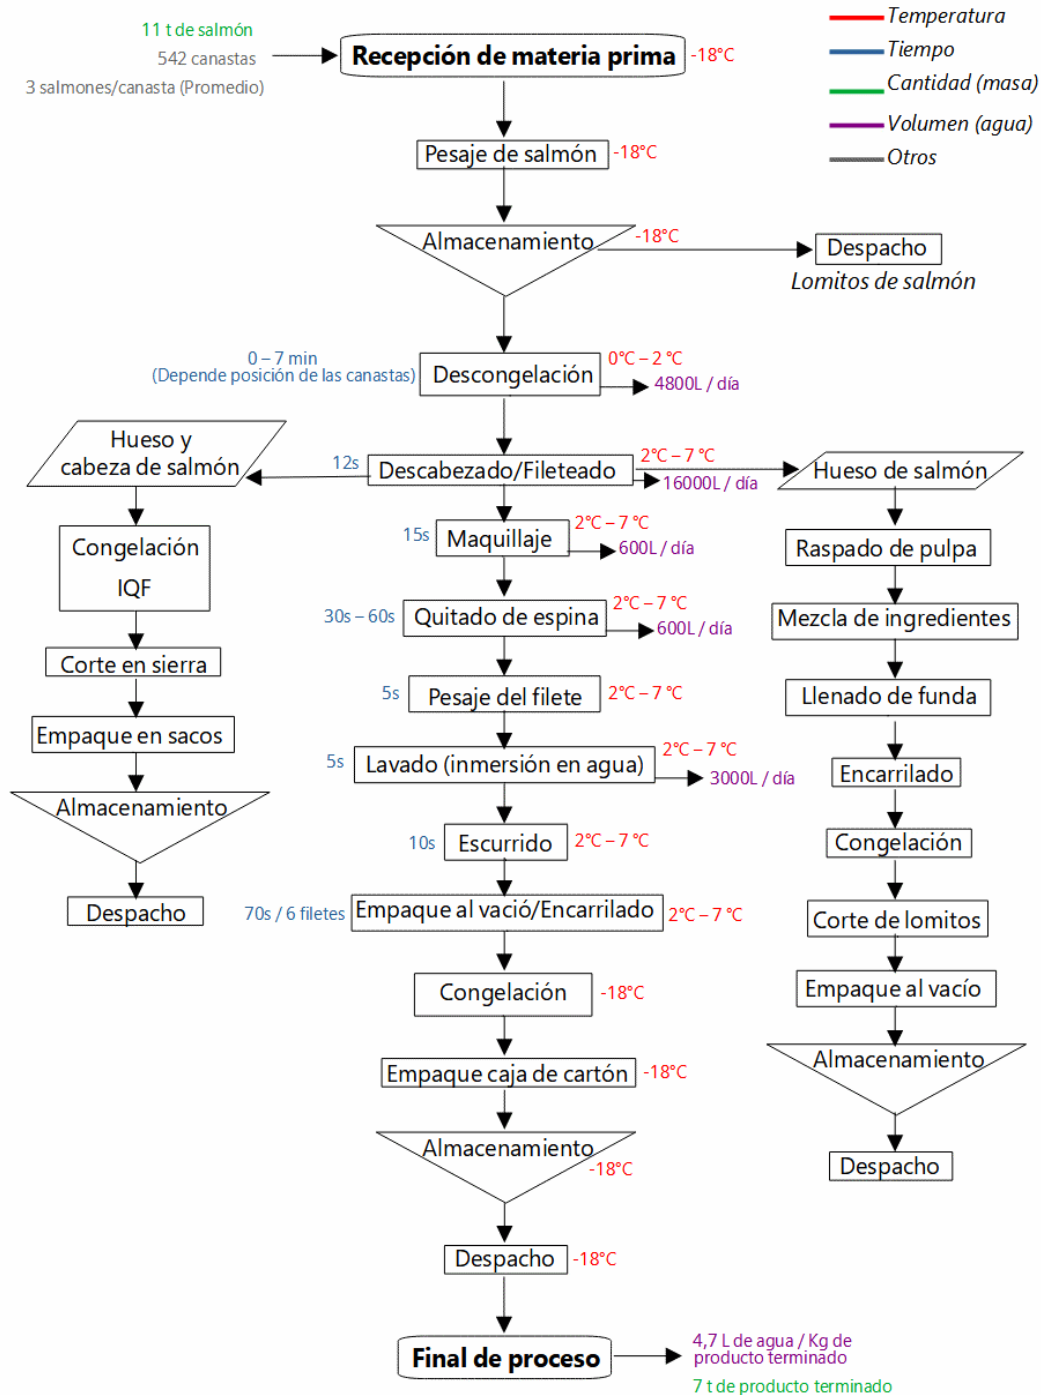 11 t de salmón
542 canastas
3 salmones/canasta (Promedio)
Recepción de materia prima
-18°C
Temperatura
Tiempo
Cantidad (masa)
Volumen (agua)
Otros
Pesaje de salmón
-18°C
Almacenamiento
-18°C
Despacho
Lomitos de salmón
0 – 7 min
(Depende posición de las canastas)
Descongelación
0°C – 2 °C
4800L / día
Hueso y
cabeza de salmón
12s
Descabezado/Fileteado
2°C – 7 °C
16000L / día
Hueso de salmón
Congelación
IQF
Corte en sierra
Empaque en sacos
Almacenamiento
Despacho
15s
Maquillaje
2°C – 7 °C
600L / día
30s – 60s
Quitado de espina
2°C – 7 °C
600L / día
5s
Pesaje del filete
2°C – 7 °C
5s
Lavado (inmersión en agua)
2°C – 7 °C
3000L / día
10s
Escurrido
2°C – 7 °C
70s / 6 filetes
Empaque al vació/Encarrilado
2°C – 7 °C
Congelación
-18°C
Empaque caja de cartón
-18°C
Almacenamiento
-18°C
Despacho
-18°C
Raspado de pulpa
Mezcla de ingredientes
Llenado de funda
Encarrilado
Congelación
Corte de lomitos
Empaque al vacío
Almacenamiento
Despacho
Final de proceso
4,7 L de agua / Kg de
producto terminado
7 t de producto terminado